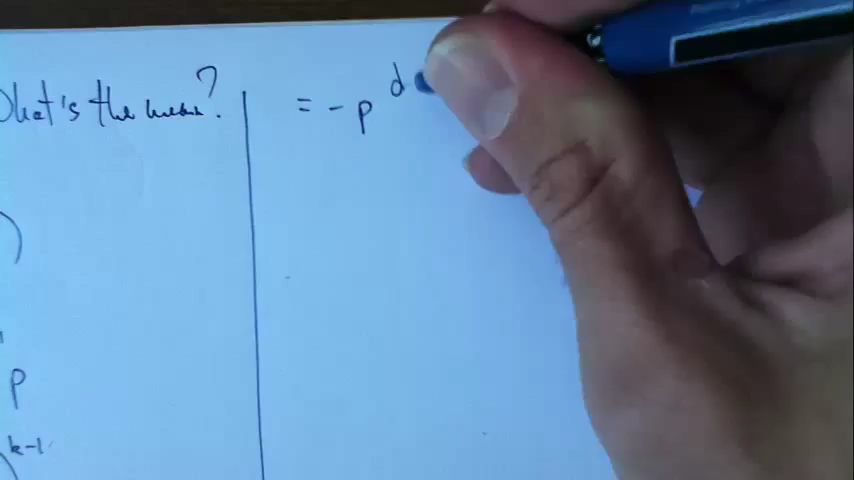 What's the mean?
= - p d
)
p
k-1
)